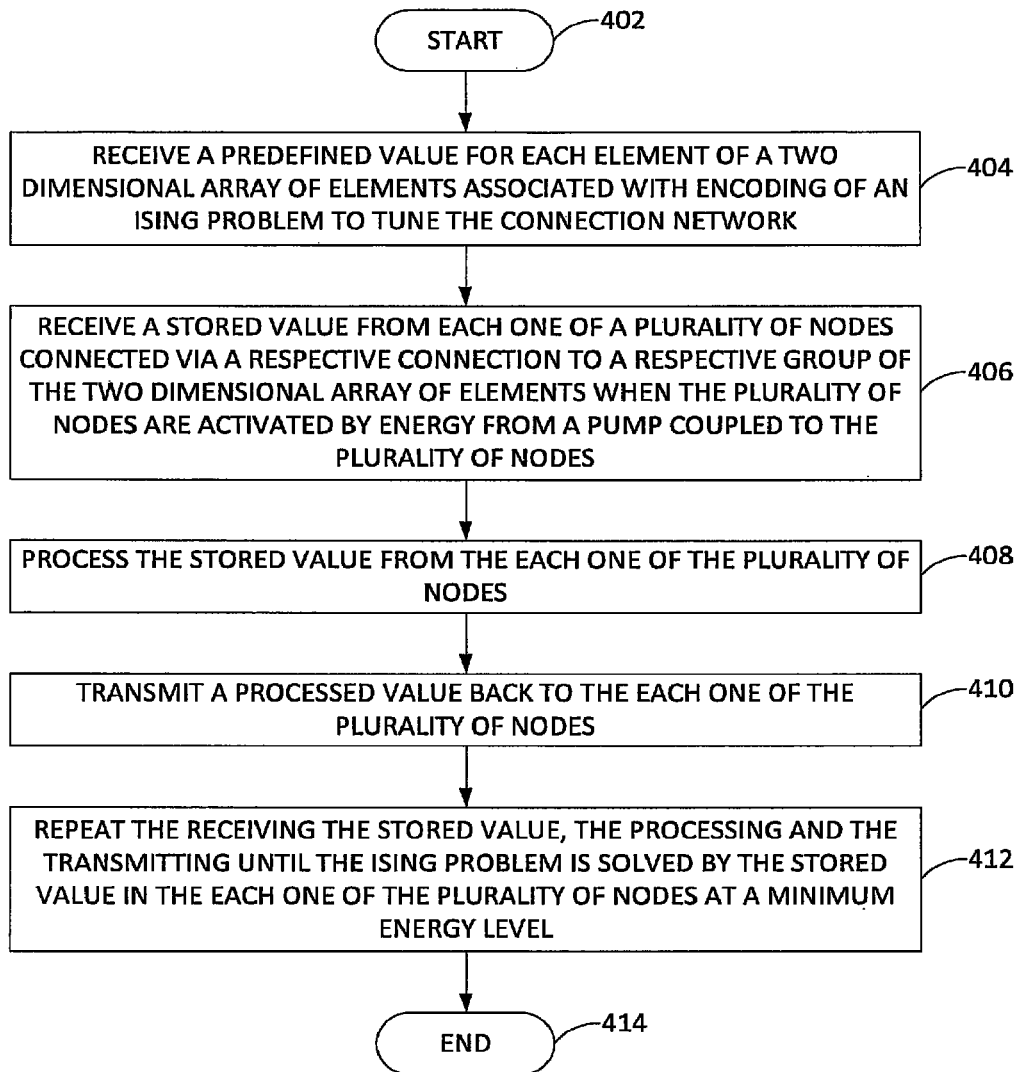 START
402
RECEIVE A PREDEFINED VALUE FOR EACH ELEMENT OF A TWO
DIMENSIONAL ARRAY OF ELEMENTS ASSOCIATED WITH ENCODING OF AN
ISING PROBLEM TO TUNE THE CONNECTION NETWORK
404
RECEIVE A STORED VALUE FROM EACH ONE OF A PLURALITY OF NODES
CONNECTED VIA A RESPECTIVE CONNECTION TO A RESPECTIVE GROUP OF
THE TWO DIMENSIONAL ARRAY OF ELEMENTS WHEN THE PLURALITY OF
NODES ARE ACTIVATED BY ENERGY FROM A PUMP COUPLED TO THE
PLURALITY OF NODES
406
PROCESS THE STORED VALUE FROM THE EACH ONE OF THE PLURALITY OF
NODES
408
TRANSMIT A PROCESSED VALUE BACK TO THE EACH ONE OF THE
PLURALITY OF NODES
410
REPEAT THE RECEIVING THE STORED VALUE, THE PROCESSING AND THE
TRANSMITTING UNTIL THE ISING PROBLEM IS SOLVED BY THE STORED
VALUE IN THE EACH ONE OF THE PLURALITY OF NODES AT A MINIMUM
ENERGY LEVEL
412
END
414